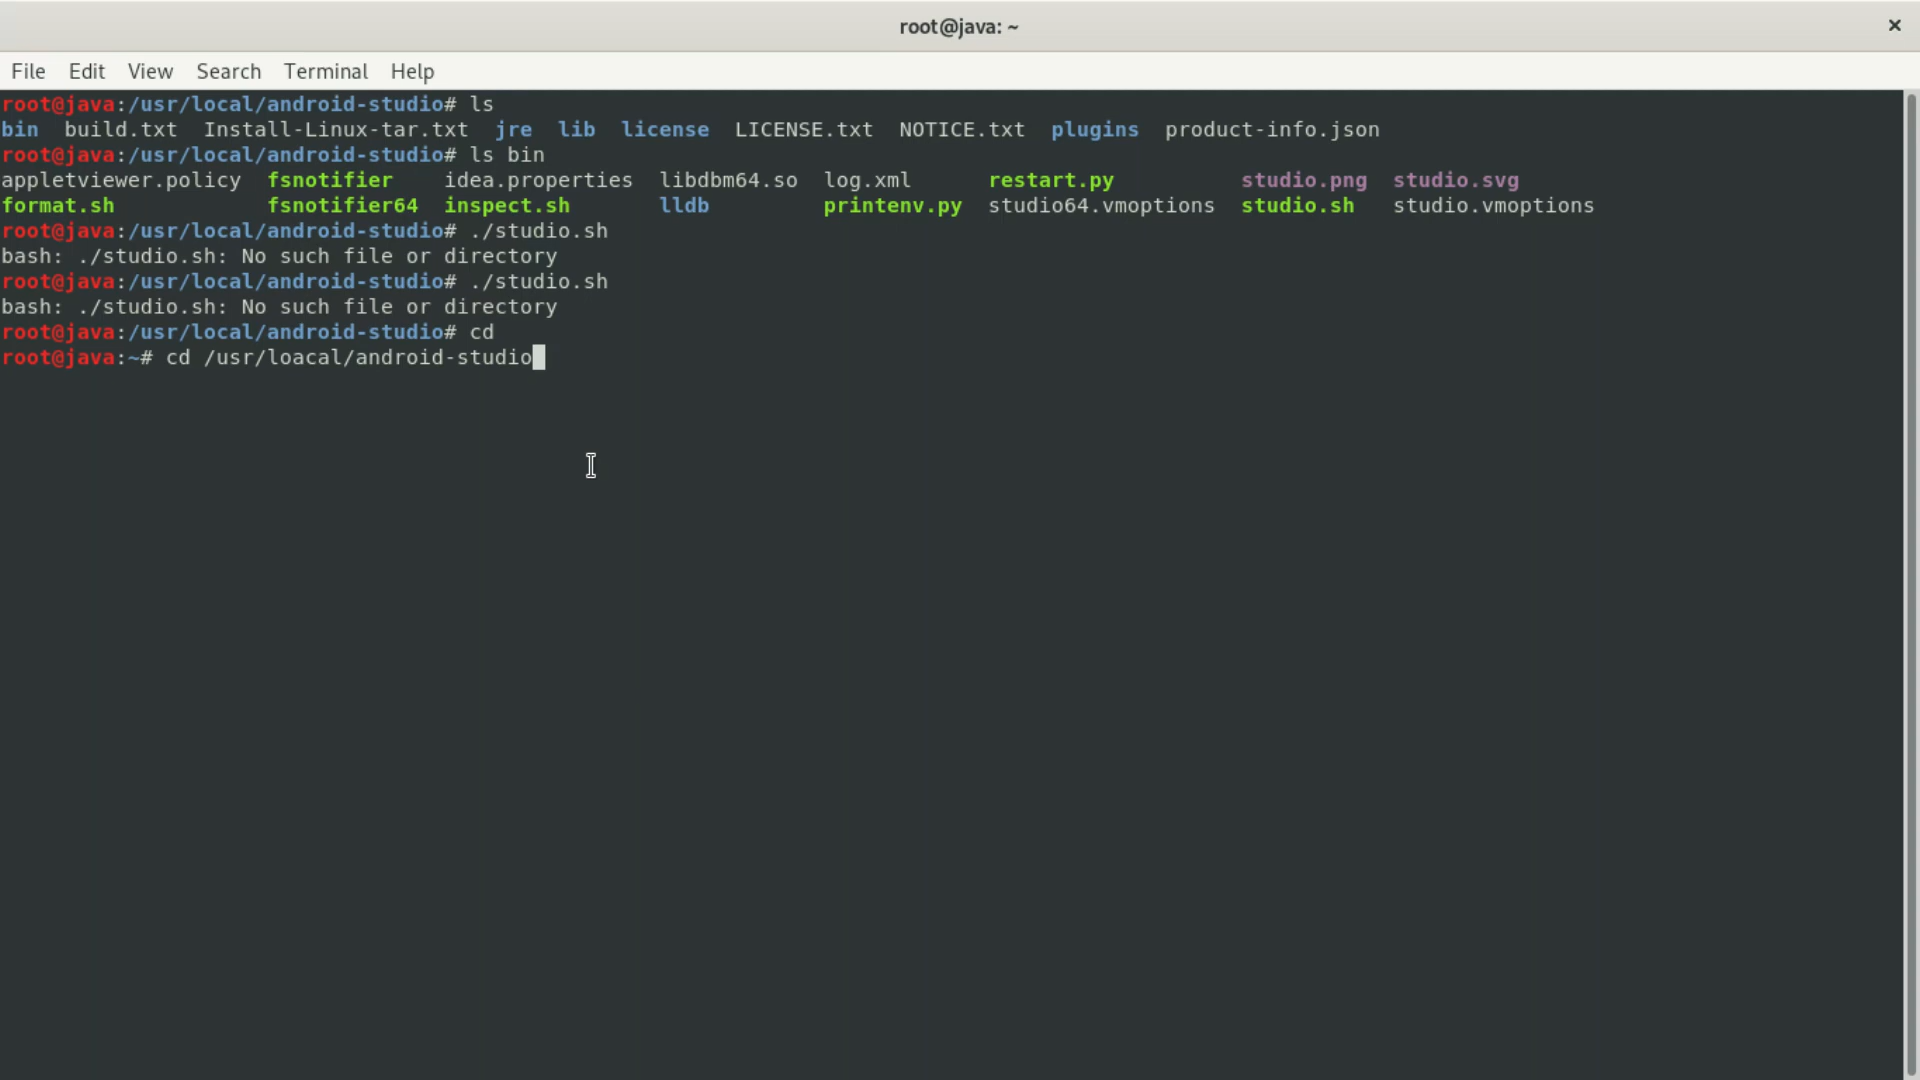 root@java: ~
×
File Edit View Search Terminal Help
root@java:/usr/local/android-studio# ls
bin build.txt Install-Linux-tar.txt jre lib license LICENSE.txt NOTICE.txt plugins product-info.json
root@java:/usr/local/android-studio# ls bin
appletviewer.policy fsnotifier idea.properties libdbm64.so log.xml restart.py studio.png studio.svg
format.sh fsnotifier64 inspect.sh lldb printenv.py studio64.vmoptions studio.sh studio.vmoptions
root@java:/usr/local/android-studio# ./studio.sh
bash: ./studio.sh: No such file or directory
root@java:/usr/local/android-studio# ./studio.sh
bash: ./studio.sh: No such file or directory
root@java:/usr/local/android-studio# cd
root@java:~# cd /usr/loacal/android-studio